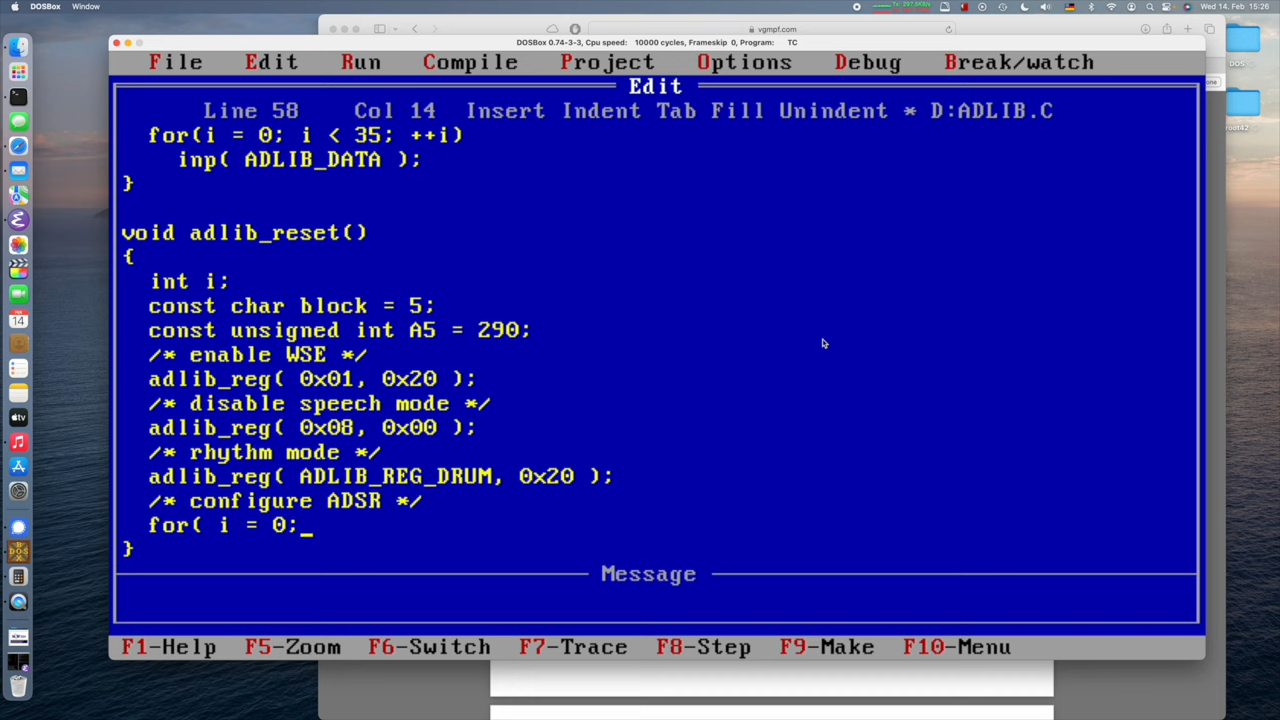 DOSBox Window
Wed 14. Feb 15:26
vgmpf.com
DOSBox 0.74-3-3, Cpu speed: 10000 cycles, Frameskip 0, Program: TC
File Edit Run Compile Project Options Debug Break/watch
Edit
Line 58 Col 14 Insert Indent Tab Fill Unindent * D:ADLIB.C
for(i = 0; i < 35; ++i)
inp( ADLIB_DATA );
}
void adlib_reset()
{
int i;
const char block = 5;
const unsigned int A5 = 290;
/* enable WSE */
adlib_reg( 0x01, 0x20 );
/* disable speech mode */
adlib_reg( 0x08, 0x00 );
/* rhythm mode */
adlib_reg( ADLIB_REG_DRUM, 0x20 );
/* configure ADSR */
for( i = 0;_
}
Message
F1-Help F5-Zoom F6-Switch F7-Trace F8-Step F9-Make F10-Menu
DOS
root42